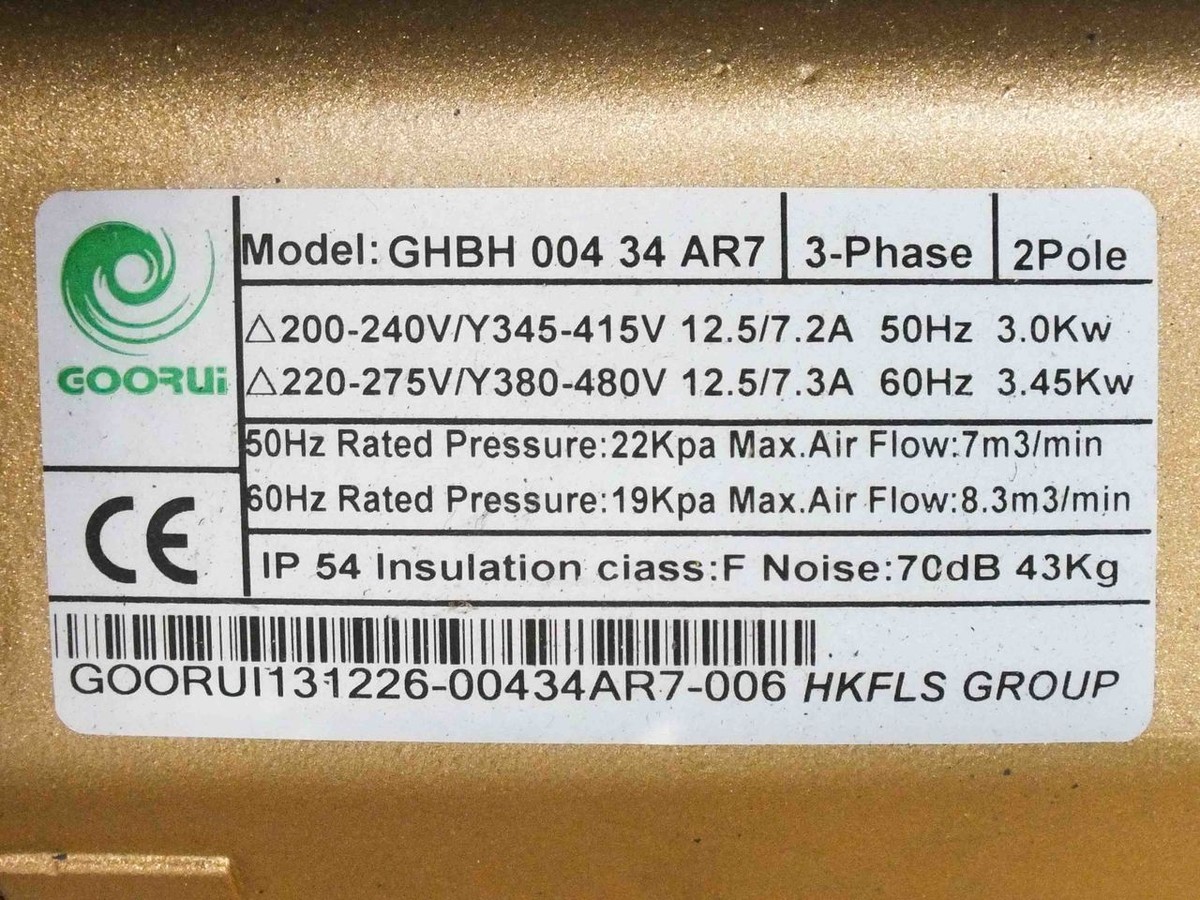 Model: GHBH 004 34 AR7 3-Phase 2Pole
△200-240V/Y345-415V 12.5/7.2A 50Hz 3.0Kw
GOORUi
△220-275V/Y380-480V 12.5/7.3A 60Hz 3.45Kw
50Hz Rated Pressure:22Kpa Max.Air Flow:7m3/min
60Hz Rated Pressure:19Kpa Max.Air Flow:8.3m3/min
CE
IP 54 Insulation ciass:F Noise:70dB 43Kg
GOORUI131226-00434AR7-006 HKFLS GROUP